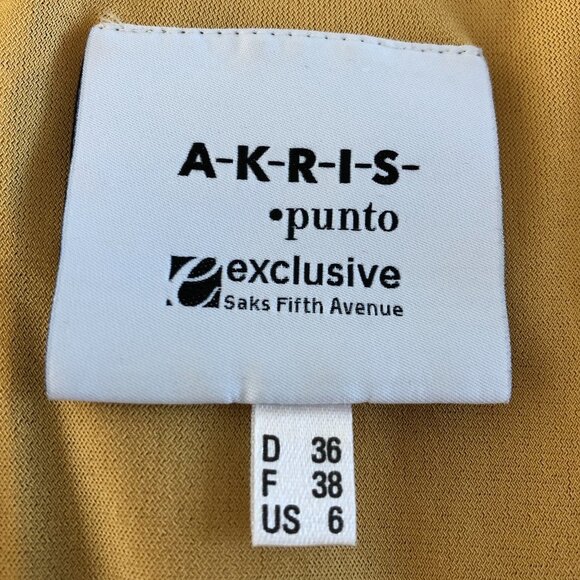 A-K-R-I-S-
•punto
e exclusive
Saks Fifth Avenue
D 36
F 38
US 6